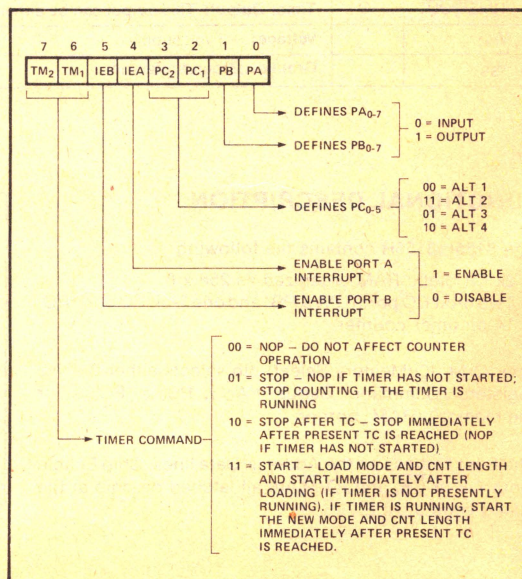 7 6 5 4 3 2 1 0
TM2 TM1 IEB IEA PC2 PC1 PB PA
DEFINES PA0-7
DEFINES PB0-7
0 = INPUT
1 = OUTPUT
DEFINES PC0-5
00 = ALT 1
11 = ALT 2
01 = ALT 3
10 = ALT 4
ENABLE PORT A
INTERRUPT
ENABLE PORT B
INTERRUPT
1 = ENABLE
0 = DISABLE
TIMER COMMAND
00 = NOP – DO NOT AFFECT COUNTER
OPERATION
01 = STOP – NOP IF TIMER HAS NOT STARTED;
STOP COUNTING IF THE TIMER IS
RUNNING
10 = STOP AFTER TC – STOP IMMEDIATELY
AFTER PRESENT TC IS REACHED (NOP
IF TIMER HAS NOT STARTED)
11 = START – LOAD MODE AND CNT LENGTH
AND START IMMEDIATELY AFTER
LOADING (IF TIMER IS NOT PRESENTLY
RUNNING). IF TIMER IS RUNNING, START
THE NEW MODE AND CNT LENGTH
IMMEDIATELY AFTER PRESENT TC
IS REACHED.